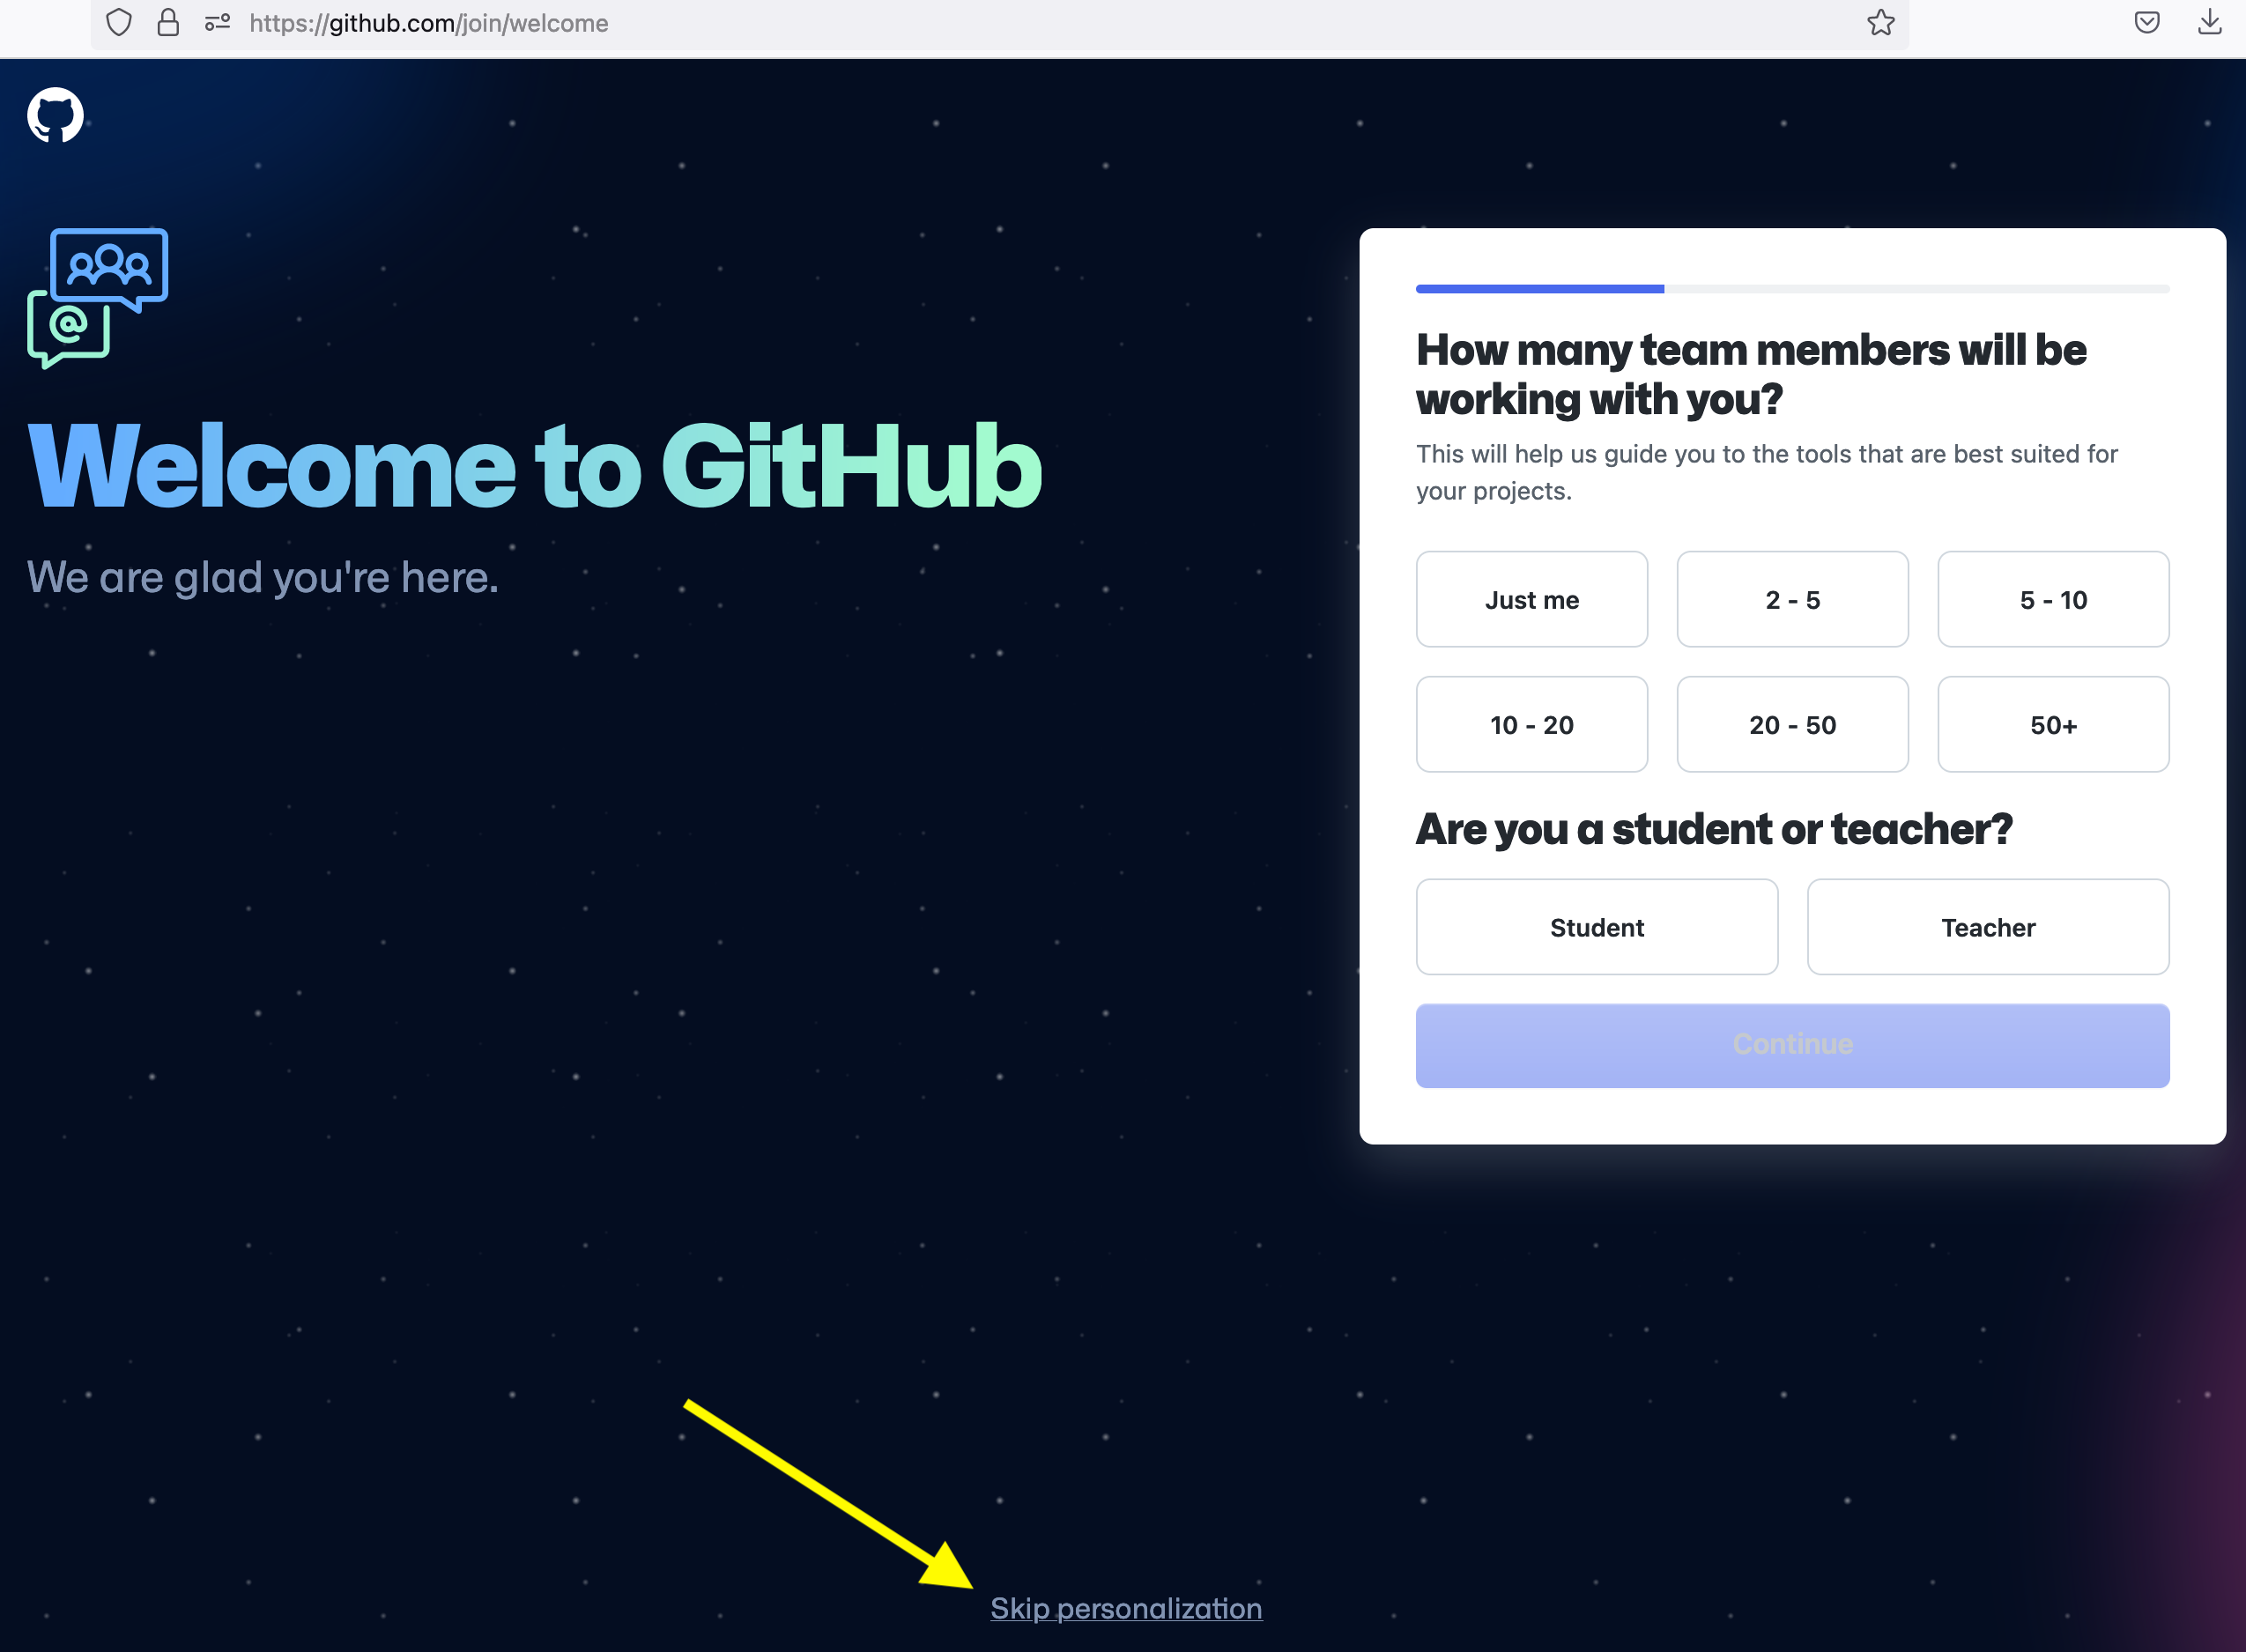 https://github.com/join/welcome
@
Welcome to GitHub
We are glad you're here.
How many team members will be
working with you?
This will help us guide you to the tools that are best suited for
your projects.
Just me
2 - 5
5 - 10
10 - 20
20 - 50
50+
Are you a student or teacher?
Student
Teacher
Continue
Skip personalization